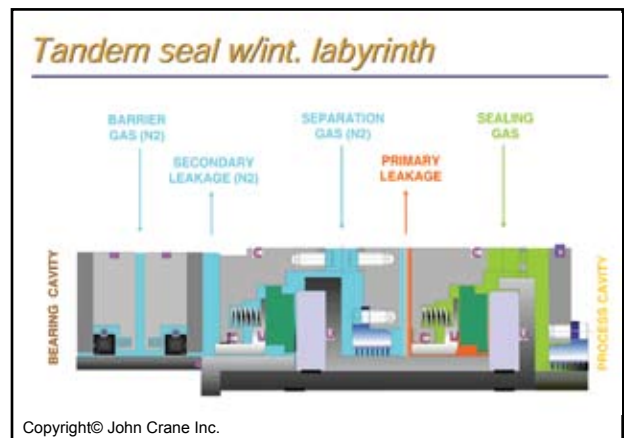 Tandem seal w/int. labyrinth
BARRIER
GAS (N2)
SECONDARY
LEAKAGE (N2)
SEPARATION
GAS (N2)
PRIMARY
LEAKAGE
SEALING
GAS
BEARING CAVITY
PROCESS CAVITY
Copyright© John Crane Inc.